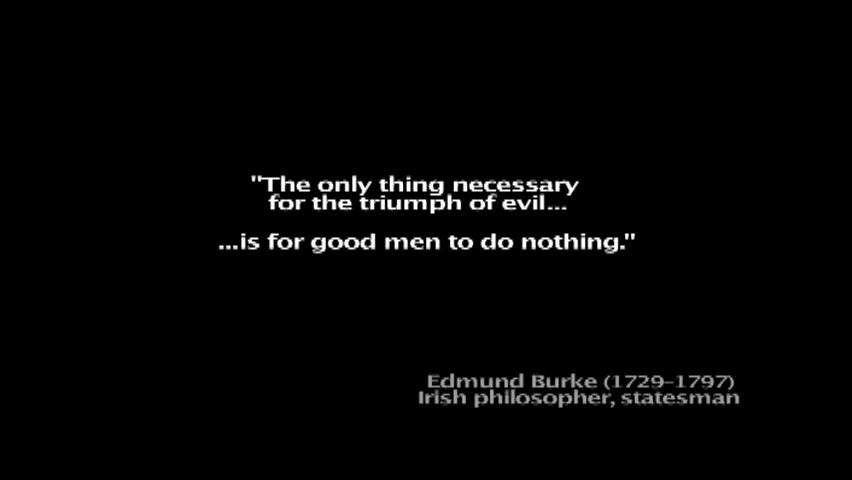 "The only thing necessary
for the triumph of evil...
...is for good men to do nothing."
Edmund Burke (1729–1797)
Irish philosopher, statesman